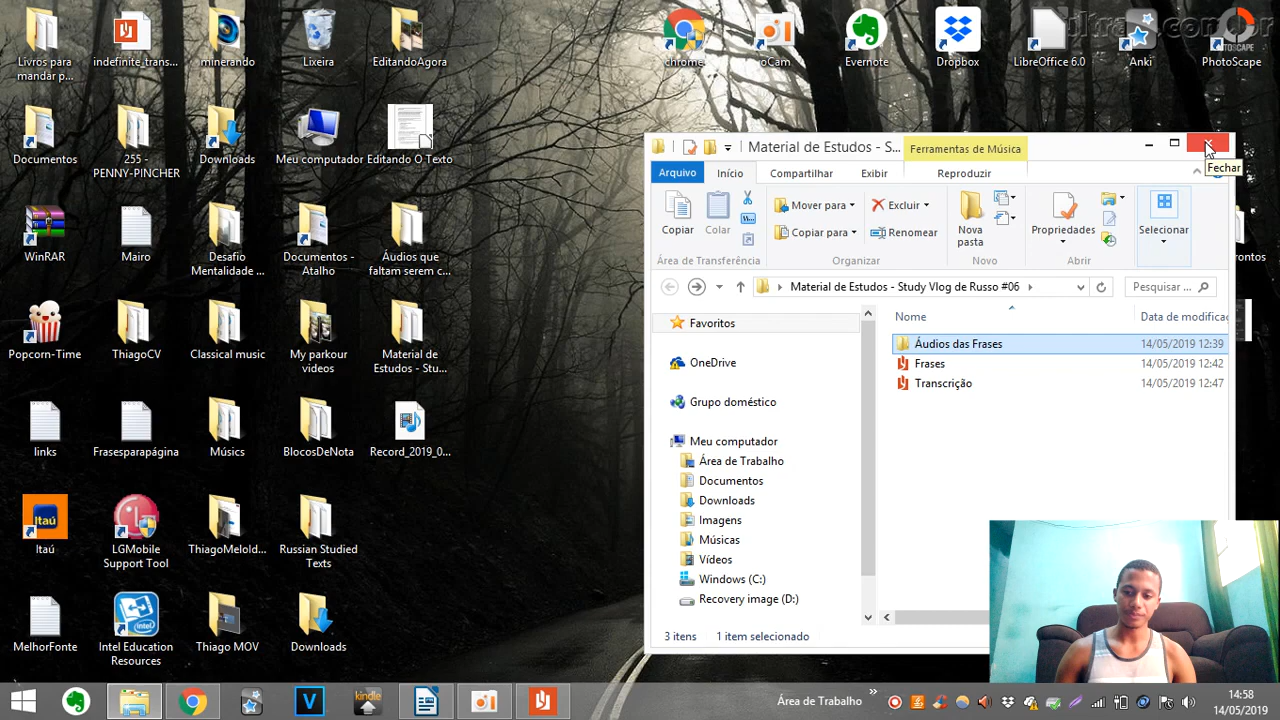 Livros para
mandar p...
indefinite_trans...
minerando
Lixeira
EditandoAgora
chrome
Evernote
Dropbox
LibreOffice 6.0
Anki
PhotoScape
Documentos
255 -
PENNY-PINCHER
Downloads
Meu computador
Editando O Texto
WinRAR
Mairo
Desafio
Mentalidade ...
Documentos -
Atalho
Áudios que
faltam serem c...
Popcorn-Time
ThiagoCV
Classical music
My parkour
videos
Material de
Estudos - Stu...
links
Frasesparapágina
Músics
BlocosDeNota
Record_2019_0...
Itaú
Itaú
LGMobile
Support Tool
ThiagoMeloId...
Russian Studied
Texts
MelhorFonte
Intel Education
Resources
Thiago MOV
Downloads
Material de Estudos - S...
Ferramentas de Música
Fechar
Arquivo
Início
Compartilhar
Exibir
Reproduzir
Copiar
Colar
Mover para
Copiar para
Excluir
Renomear
Nova
pasta
Propriedades
Selecionar
Área de Transferência
Organizar
Novo
Abrir
Material de Estudos - Study Vlog de Russo #06
Pesquisar ...
Nome
Data de modificaç
Favoritos
OneDrive
Grupo doméstico
Meu computador
Área de Trabalho
Documentos
Downloads
Imagens
Músicas
Vídeos
Windows (C:)
Recovery image (D:)
Áudios das Frases
14/05/2019 12:39
Frases
14/05/2019 12:42
Transcrição
14/05/2019 12:47
3 itens
1 item selecionado
kindle
Área de Trabalho
14:58
14/05/2019